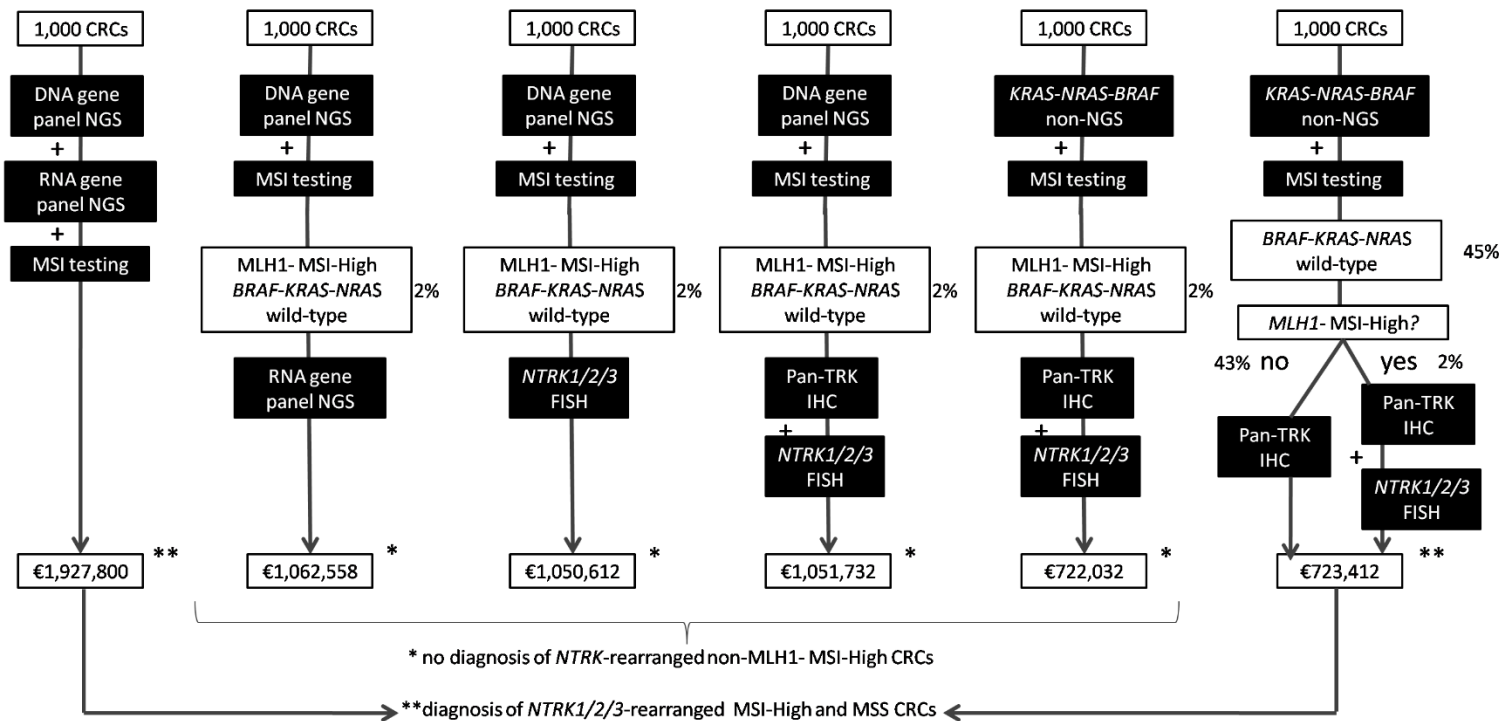 1,000 CRCs
DNA gene
panel NGS
+
RNA gene
panel NGS
+
MSI testing
€1,927,800
**
1,000 CRCs
DNA gene
panel NGS
+
MSI testing
MLH1- MSI-High
BRAF-KRAS-NRAS
wild-type
2%
RNA gene
panel NGS
€1,062,558
*
1,000 CRCs
DNA gene
panel NGS
+
MSI testing
MLH1- MSI-High
BRAF-KRAS-NRAS
wild-type
2%
NTRK1/2/3
FISH
€1,050,612
*
1,000 CRCs
DNA gene
panel NGS
+
MSI testing
MLH1- MSI-High
BRAF-KRAS-NRAS
wild-type
2%
Pan-TRK
IHC
+
NTRK1/2/3
FISH
€1,051,732
*
1,000 CRCs
KRAS-NRAS-BRAF
non-NGS
+
MSI testing
MLH1- MSI-High
BRAF-KRAS-NRAS
wild-type
2%
Pan-TRK
IHC
+
NTRK1/2/3
FISH
€722,032
*
1,000 CRCs
KRAS-NRAS-BRAF
non-NGS
+
MSI testing
BRAF-KRAS-NRAS
wild-type
45%
MLH1- MSI-High?
43% no
yes 2%
Pan-TRK
IHC
Pan-TRK
IHC
+
NTRK1/2/3
FISH
€723,412
**
* no diagnosis of NTRK-rearranged non-MLH1- MSI-High CRCs
**diagnosis of NTRK1/2/3-rearranged MSI-High and MSS CRCs